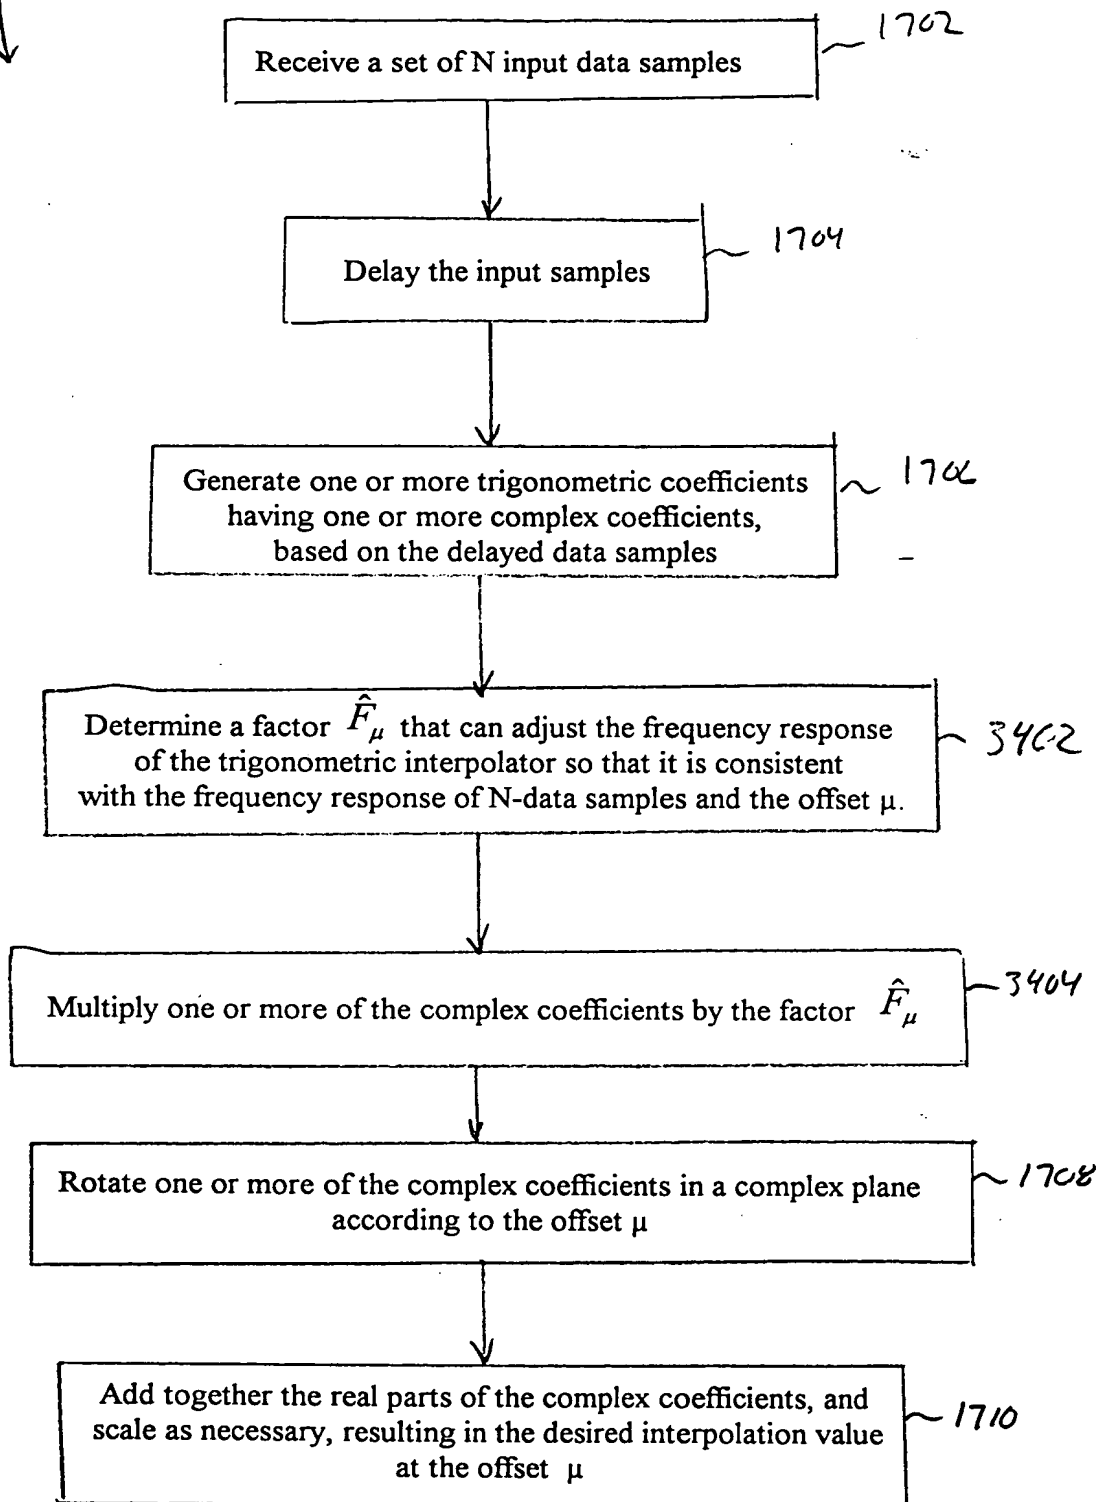 Receive a set of N input data samples
1702
Delay the input samples
1704
Generate one or more trigonometric coefficients
having one or more complex coefficients,
based on the delayed data samples
1706
Determine a factor F̂μ that can adjust the frequency response
of the trigonometric interpolator so that it is consistent
with the frequency response of N-data samples and the offset μ.
3402
Multiply one or more of the complex coefficients by the factor F̂μ
3404
Rotate one or more of the complex coefficients in a complex plane
according to the offset μ
1708
Add together the real parts of the complex coefficients, and
scale as necessary, resulting in the desired interpolation value
at the offset μ
1710